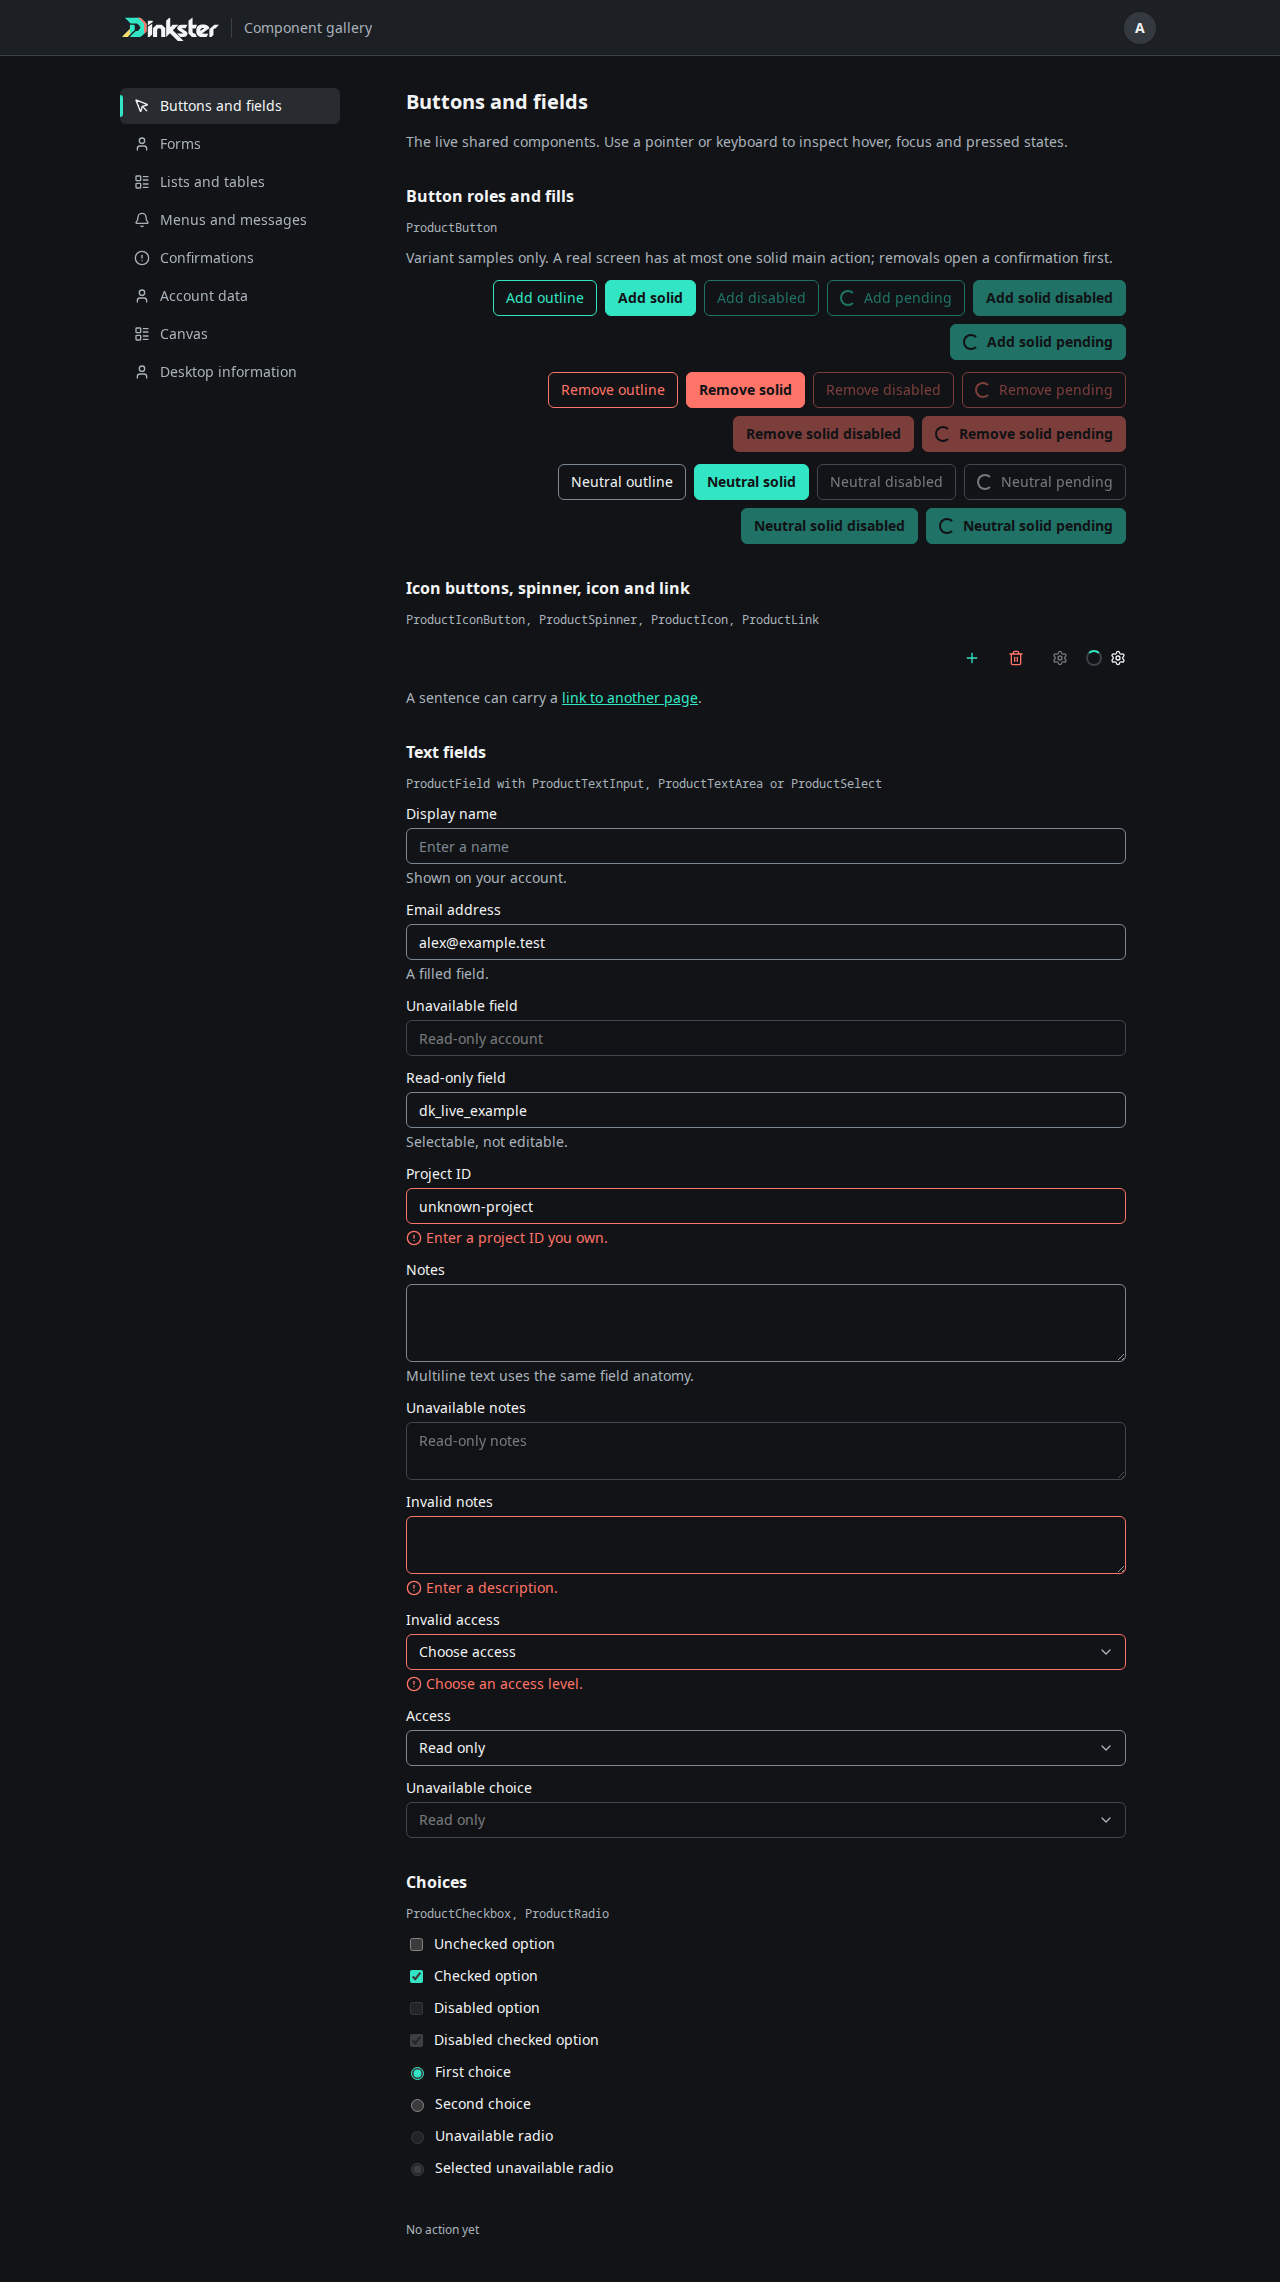 Dinkster
Component gallery
A
Buttons and fields
Forms
Lists and tables
Menus and messages
Confirmations
Account data
Canvas
Desktop information
Buttons and fields
The live shared components. Use a pointer or keyboard to inspect hover, focus and pressed states.
Button roles and fills
ProductButton
Variant samples only. A real screen has at most one solid main action; removals open a confirmation first.
Add outline Add solid Add disabled Add pending Add solid disabled
Add solid pending
Remove outline Remove solid Remove disabled Remove pending
Remove solid disabled Remove solid pending
Neutral outline Neutral solid Neutral disabled Neutral pending
Neutral solid disabled Neutral solid pending
Icon buttons, spinner, icon and link
ProductIconButton, ProductSpinner, ProductIcon, ProductLink
A sentence can carry a link to another page.
Text fields
ProductField with ProductTextInput, ProductTextArea or ProductSelect
Display name
Enter a name
Shown on your account.
Email address
alex@example.test
A filled field.
Unavailable field
Read-only account
Read-only field
dk_live_example
Selectable, not editable.
Project ID
unknown-project
Enter a project ID you own.
Notes
Multiline text uses the same field anatomy.
Unavailable notes
Read-only notes
Invalid notes
Enter a description.
Invalid access
Choose access
Choose an access level.
Access
Read only
Unavailable choice
Read only
Choices
ProductCheckbox, ProductRadio
Unchecked option
Checked option
Disabled option
Disabled checked option
First choice
Second choice
Unavailable radio
Selected unavailable radio
No action yet